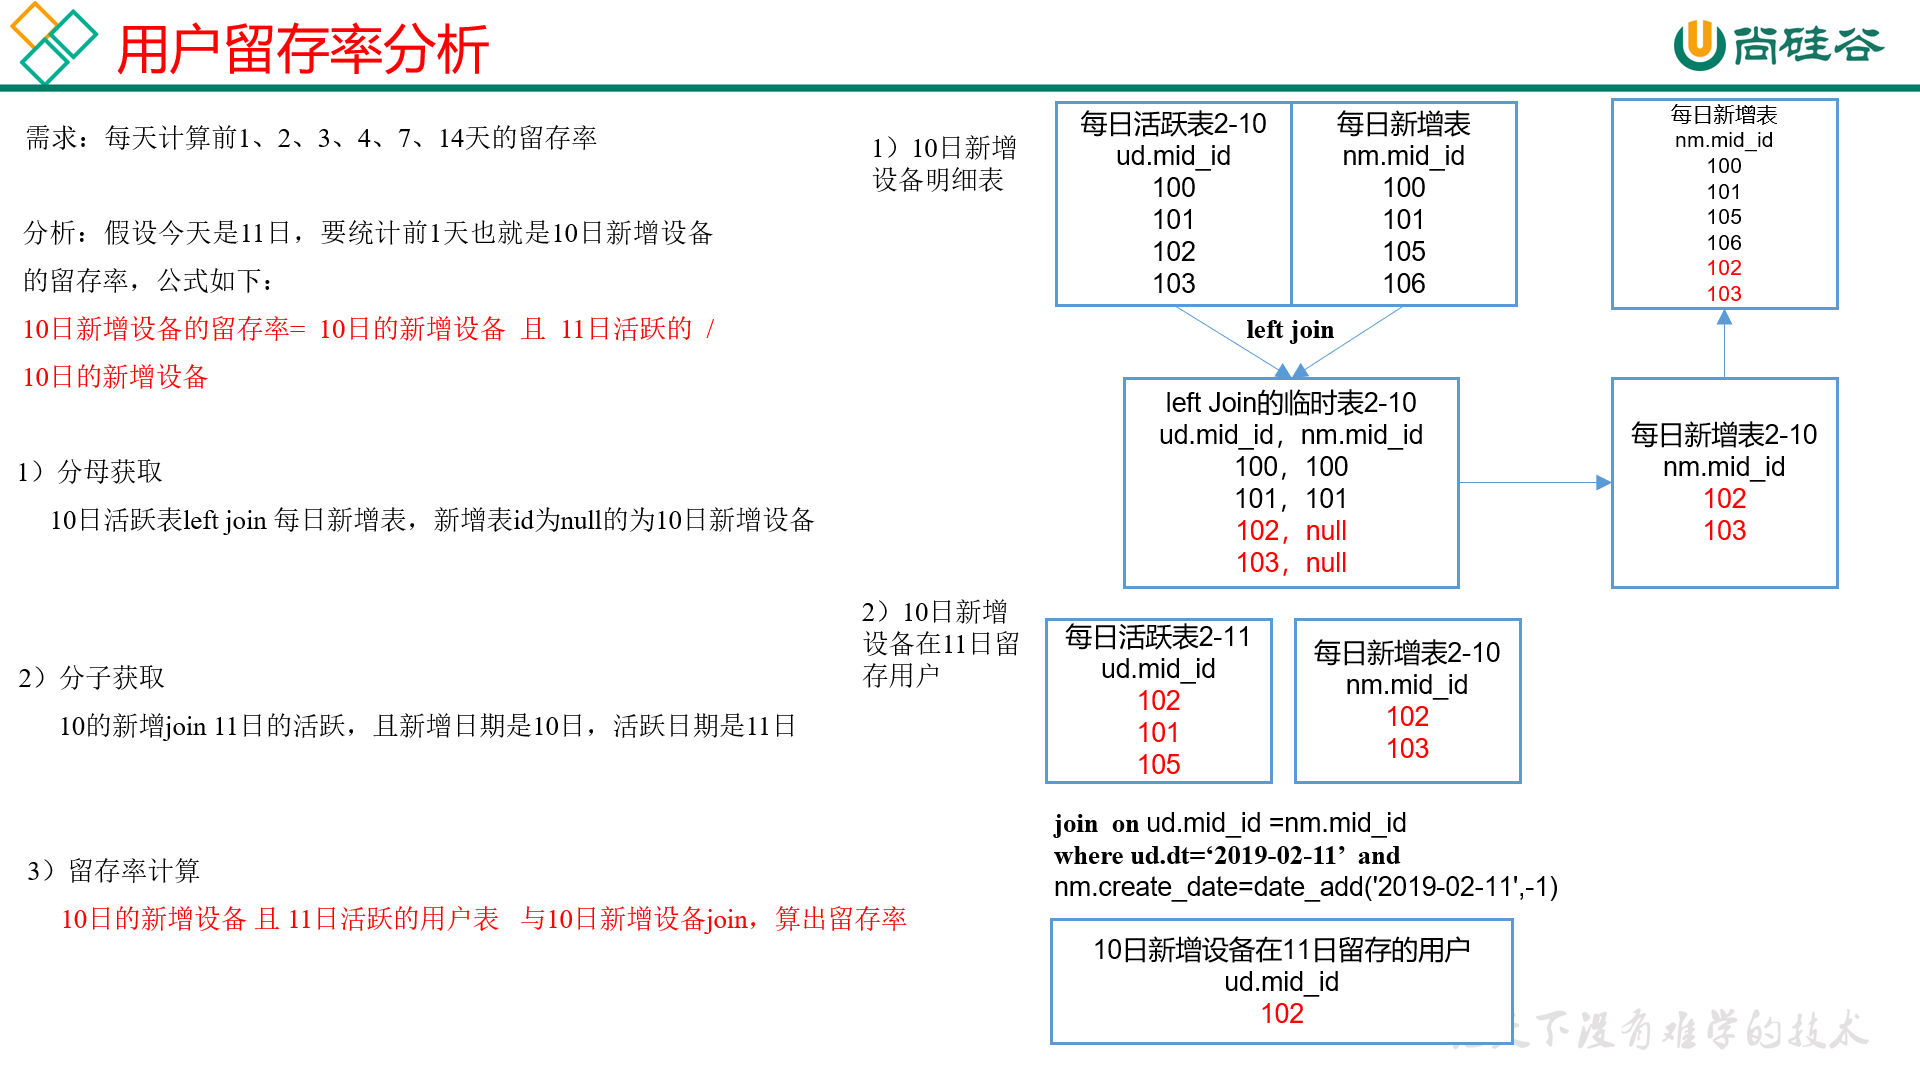 用户留存率分析
尚硅谷
需求：每天计算前1、2、3、4、7、14天的留存率
分析：假设今天是11日，要统计前1天也就是10日新增设备
的留存率，公式如下：
10日新增设备的留存率= 10日的新增设备 且 11日活跃的 /
10日的新增设备
1）分母获取
10日活跃表left join 每日新增表，新增表id为null的为10日新增设备
2）分子获取
10的新增join 11日的活跃，且新增日期是10日，活跃日期是11日
3）留存率计算
10日的新增设备 且 11日活跃的用户表 与10日新增设备join，算出留存率
1）10日新增
设备明细表
每日活跃表2-10
ud.mid_id
100
101
102
103
每日新增表
nm.mid_id
100
101
105
106
left join
left Join的临时表2-10
ud.mid_id，nm.mid_id
100，100
101，101
102，null
103，null
每日新增表2-10
nm.mid_id
102
103
每日新增表
nm.mid_id
100
101
105
106
102
103
2）10日新增
设备在11日留
存用户
每日活跃表2-11
ud.mid_id
102
101
105
每日新增表2-10
nm.mid_id
102
103
join on ud.mid_id =nm.mid_id
where ud.dt=‘2019-02-11’ and
nm.create_date=date_add('2019-02-11',-1)
10日新增设备在11日留存的用户
ud.mid_id
102
天下没有难学的技术